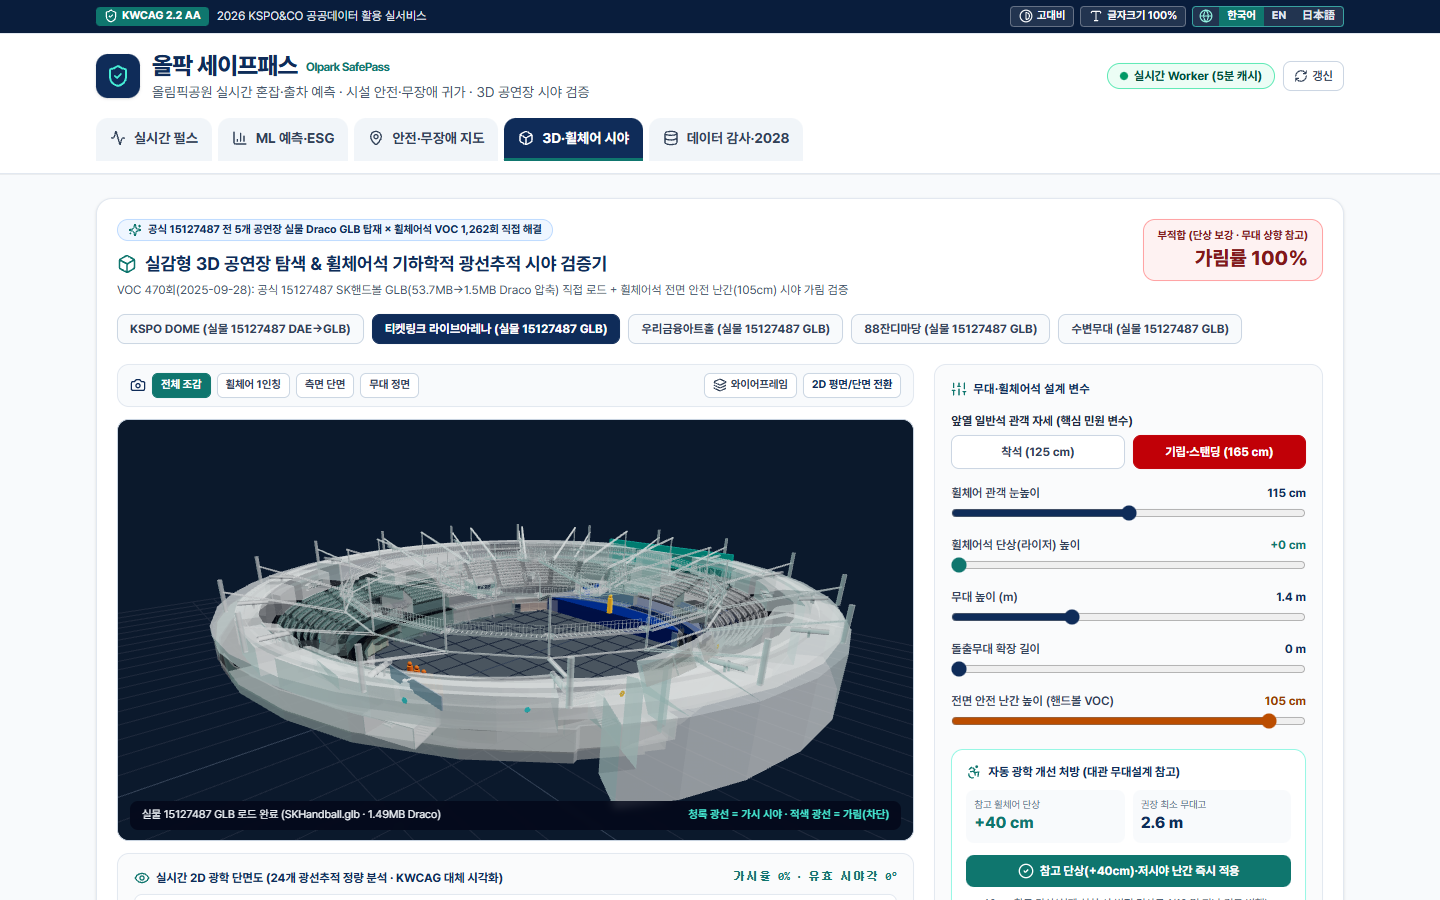 KWCAG 2.2 AA
2026 KSPO&CO 공공데이터 활용 실서비스
고대비
글자크기 100%
한국어
EN
日本語
올팍 세이프패스 Olpark SafePass
올림픽공원 실시간 혼잡·출차 예측 · 시설 안전·무장애 귀가 · 3D 공연장 시야 검증
실시간 Worker (5분 캐시)
갱신
실시간 펄스
ML 예측·ESG
안전·무장애 지도
3D·휠체어 시야
데이터 감사·2028
공식 15127487 전 5개 공연장 실물 Draco GLB 탑재 × 휠체어석 VOC 1,262회 직접 해결
실감형 3D 공연장 탐색 & 휠체어석 기하학적 광선추적 시야 검증기
VOC 470회(2025-09-28): 공식 15127487 SK핸드볼 GLB(53.7MB→1.5MB Draco 압축) 직접 로드 + 휠체어석 전면 안전 난간(105cm) 시야 가림 검증
부적합 (단상 보강 · 무대 상향 참고)
가림률 100%
KSPO DOME (실물 15127487 DAE→GLB)
티켓링크 라이브아레나 (실물 15127487 GLB)
우리금융아트홀 (실물 15127487 GLB)
88잔디마당 (실물 15127487 GLB)
수변무대 (실물 15127487 GLB)
전체 조감
휠체어 1인칭
측면 단면
무대 정면
와이어프레임
2D 평면/단면 전환
실물 15127487 GLB 로드 완료 (SKHandball.glb · 1.49MB Draco)
청록 광선 = 가시 시야 · 적색 광선 = 가림(차단)
실시간 2D 광학 단면도 (24개 광선추적 정량 분석 · KWCAG 대체 시각화)
가시율 0% · 유효 시야각 0°
무대·휠체어석 설계 변수
앞열 일반석 관객 자세 (핵심 민원 변수)
착석 (125 cm)
기립·스탠딩 (165 cm)
휠체어 관객 눈높이
115 cm
휠체어석 단상(라이저) 높이
+0 cm
무대 높이 (m)
1.4 m
돌출무대 확장 길이
0 m
전면 안전 난간 높이 (핸드볼 VOC)
105 cm
자동 광학 개선 처방 (대관 무대설계 참고)
참고 휠체어 단상
+40 cm
권장 최소 무대고
2.6 m
참고 단상(+40cm)·저시야 난간 즉시 적용